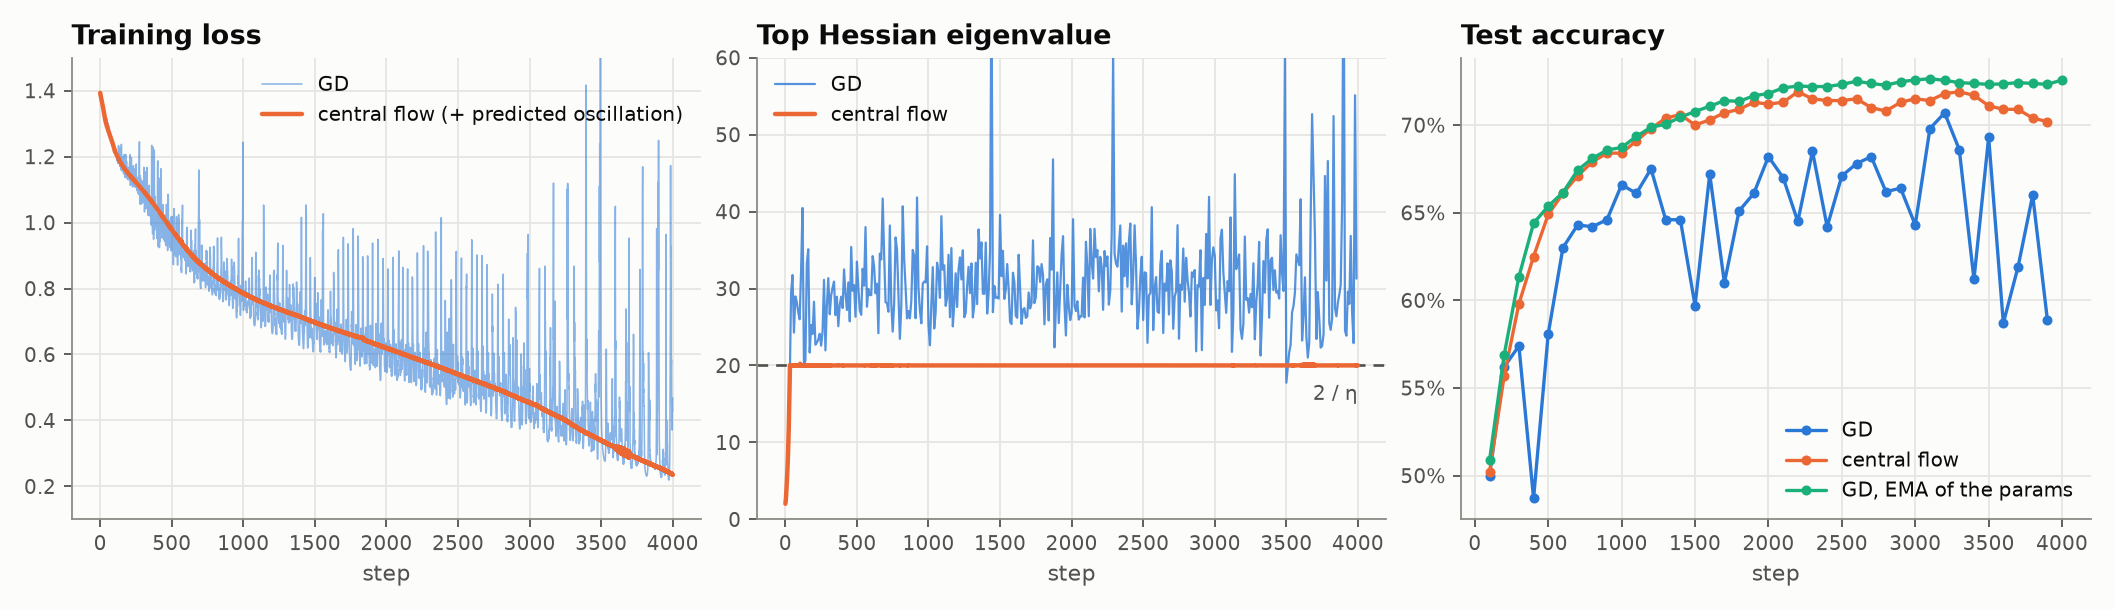 Training loss
GD
central flow (+ predicted oscillation)
1.4
1.2
1.0
0.8
0.6
0.4
0.2
0 500 1000 1500 2000 2500 3000 3500 4000
step
Top Hessian eigenvalue
GD
central flow
60
50
40
30
20
10
0
2 / η
0 500 1000 1500 2000 2500 3000 3500 4000
step
Test accuracy
70%
65%
60%
55%
50%
GD
central flow
GD, EMA of the params
0 500 1000 1500 2000 2500 3000 3500 4000
step